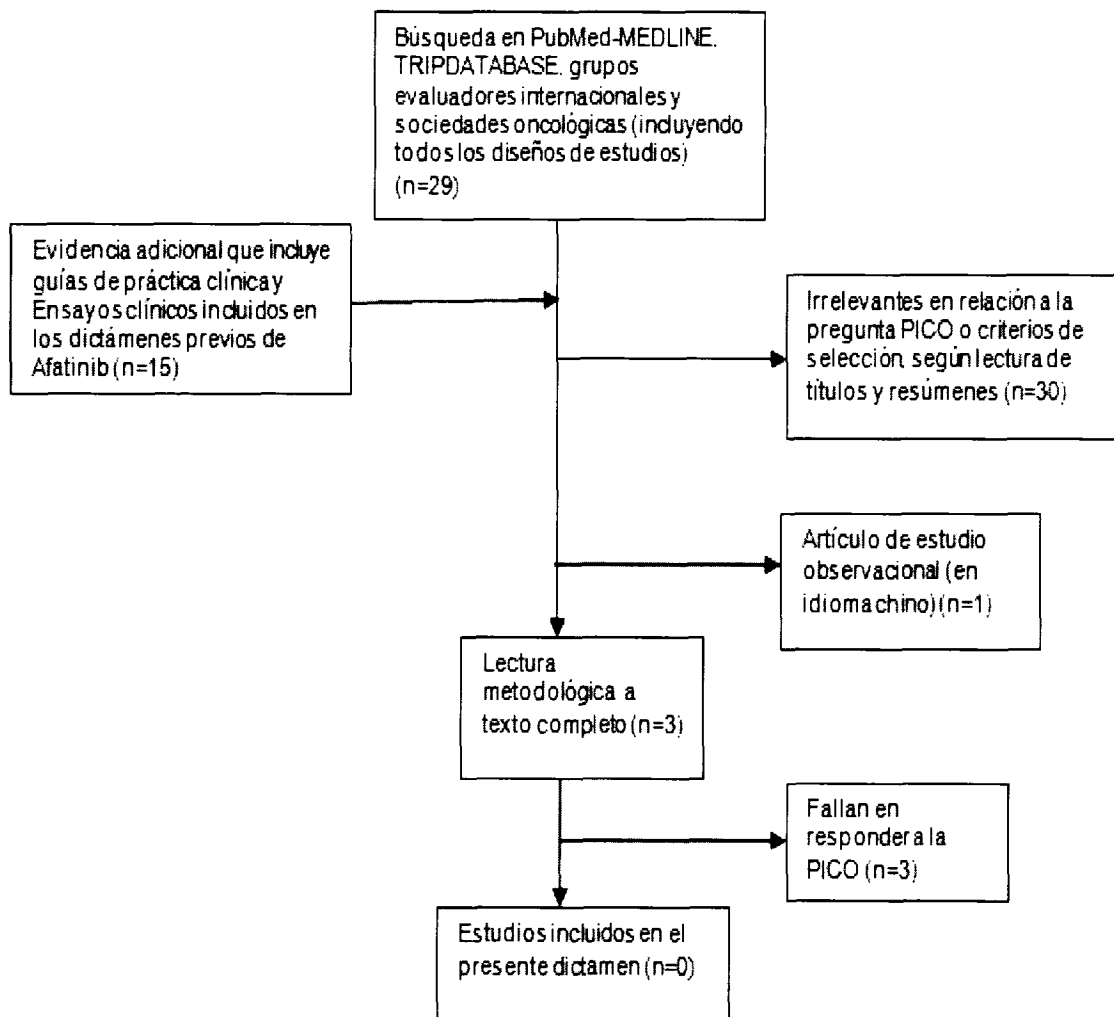 Búsqueda en PubMed-MEDLINE.
TRIPDATABASE. grupos
evaluadores internacionales y
sociedades oncológicas (incluyendo
todos los diseños de estudios)
(n=29)
Evidencia adicional que incluye
guías de práctica clínica y
Ensayos clínicos incluidos en
los dictámenes previos de
Afatinib (n=15)
Irrelevantes en relación a la
pregunta PICO o criterios de
selección, según lectura de
títulos y resúmenes (n=30)
Artículo de estudio
observacional (en
idioma chino) (n=1)
Lectura
metodológica a
texto completo (n=3)
Fallan en
responder a la
PICO (n=3)
Estudios incluidos en el
presente dictamen (n=0)